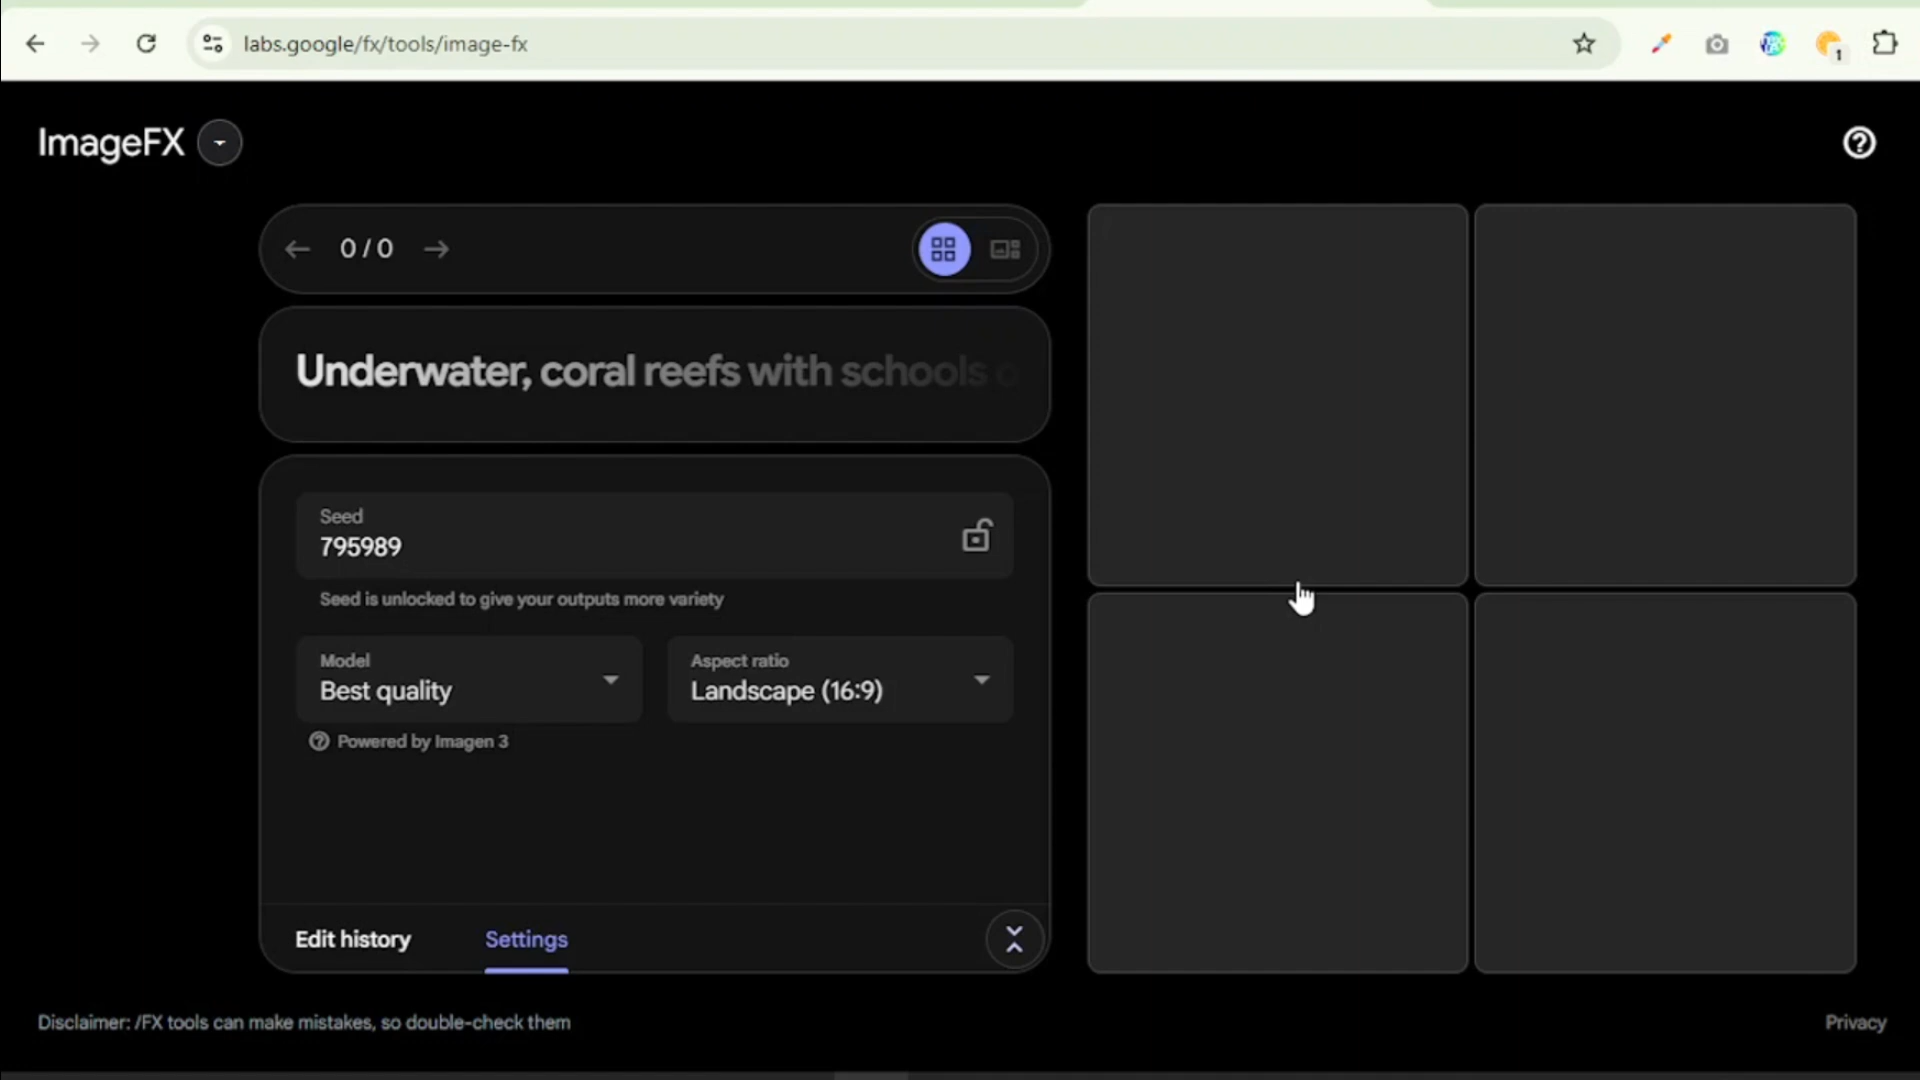 labs.google/fx/tools/image-fx
1
ImageFX
0 / 0
Underwater, coral reefs with schools
Seed
795989
Seed is unlocked to give your outputs more variety
Model
Best quality
Aspect ratio
Landscape (16:9)
Powered by Imagen 3
Edit history
Settings
Disclaimer: /FX tools can make mistakes, so double-check them
Privacy